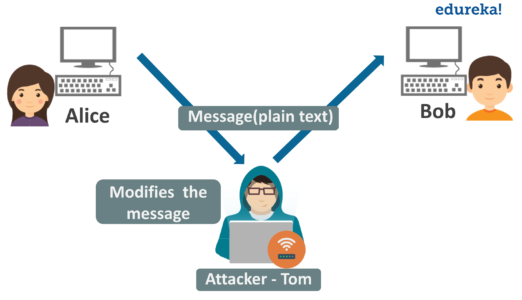 edureka!
Alice
Bob
Message(plain text)
Modifies the
message
Attacker - Tom